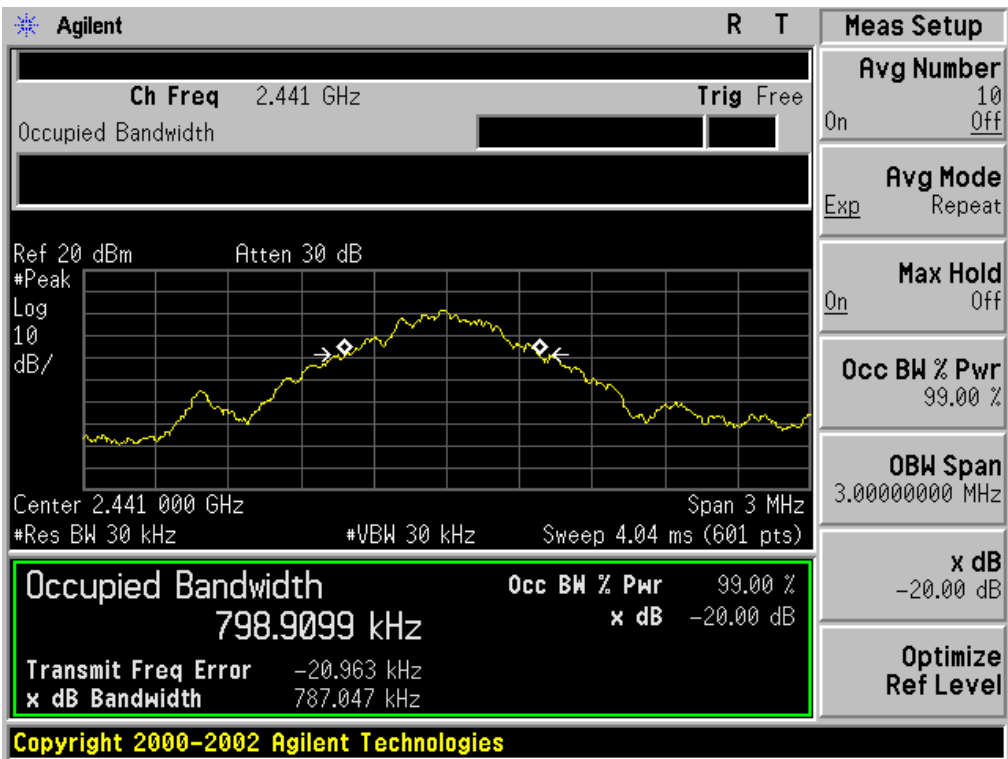 Agilent R T
Ch Freq 2.441 GHz Trig Free
Occupied Bandwidth
Ref 20 dBm Atten 30 dB
#Peak
Log
10
dB/
Center 2.441 000 GHz Span 3 MHz
#Res BW 30 kHz #VBW 30 kHz Sweep 4.04 ms (601 pts)
Occupied Bandwidth Occ BW % Pwr 99.00 %
798.9099 kHz x dB -20.00 dB
Transmit Freq Error -20.963 kHz
x dB Bandwidth 787.047 kHz
Copyright 2000-2002 Agilent Technologies
Meas Setup
Avg Number
10
On Off
Avg Mode
Exp Repeat
Max Hold
On Off
Occ BW % Pwr
99.00 %
OBW Span
3.00000000 MHz
x dB
-20.00 dB
Optimize
Ref Level